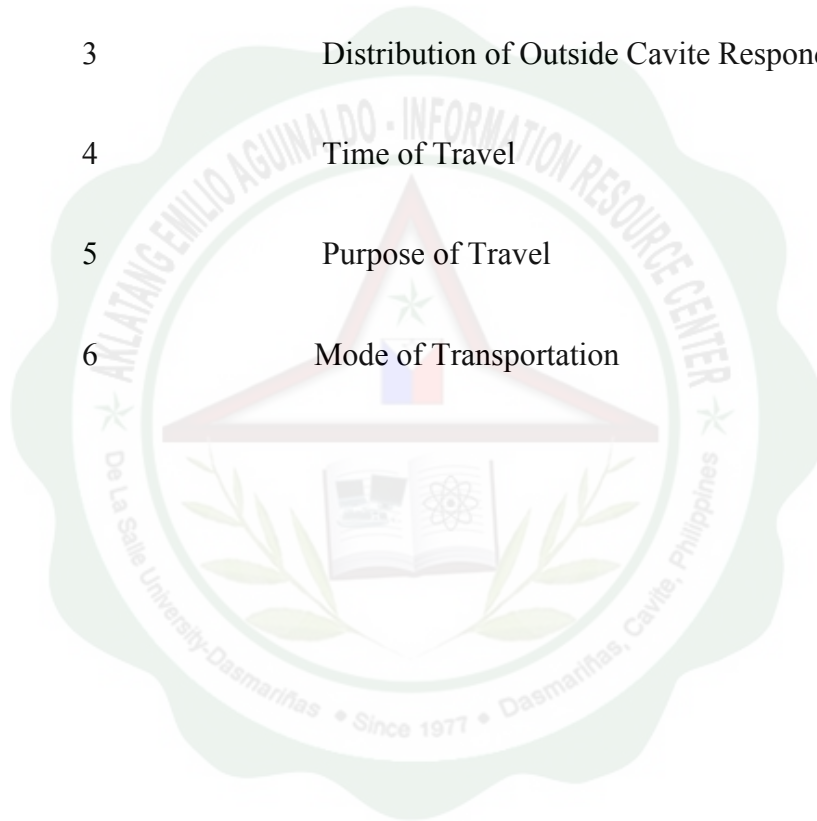 3 Distribution of Outside Cavite
4 Time of Travel
5 Purpose of Travel
6 Mode of Transportation
AKLATANG EMILIO AGUINALDO - INFORMATION RESOURCE CENTER
De La Salle University-Dasmariñas • Since 1977 • Dasmariñas, Cavite, Philippines